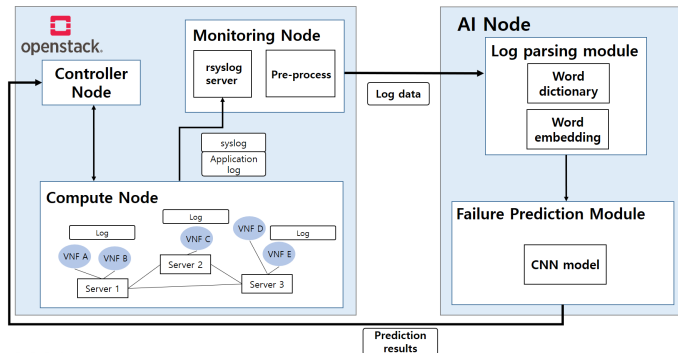 openstack.
Controller
Node
Monitoring Node
rsyslog
server
Pre-process
Log data
syslog
Application
log
Compute Node
Log
VNF A
VNF B
Server 1
Log
VNF C
Server 2
VNF D
Log
VNF E
Server 3
AI Node
Log parsing module
Word
dictionary
Word
embedding
Failure Prediction Module
CNN model
Prediction
results